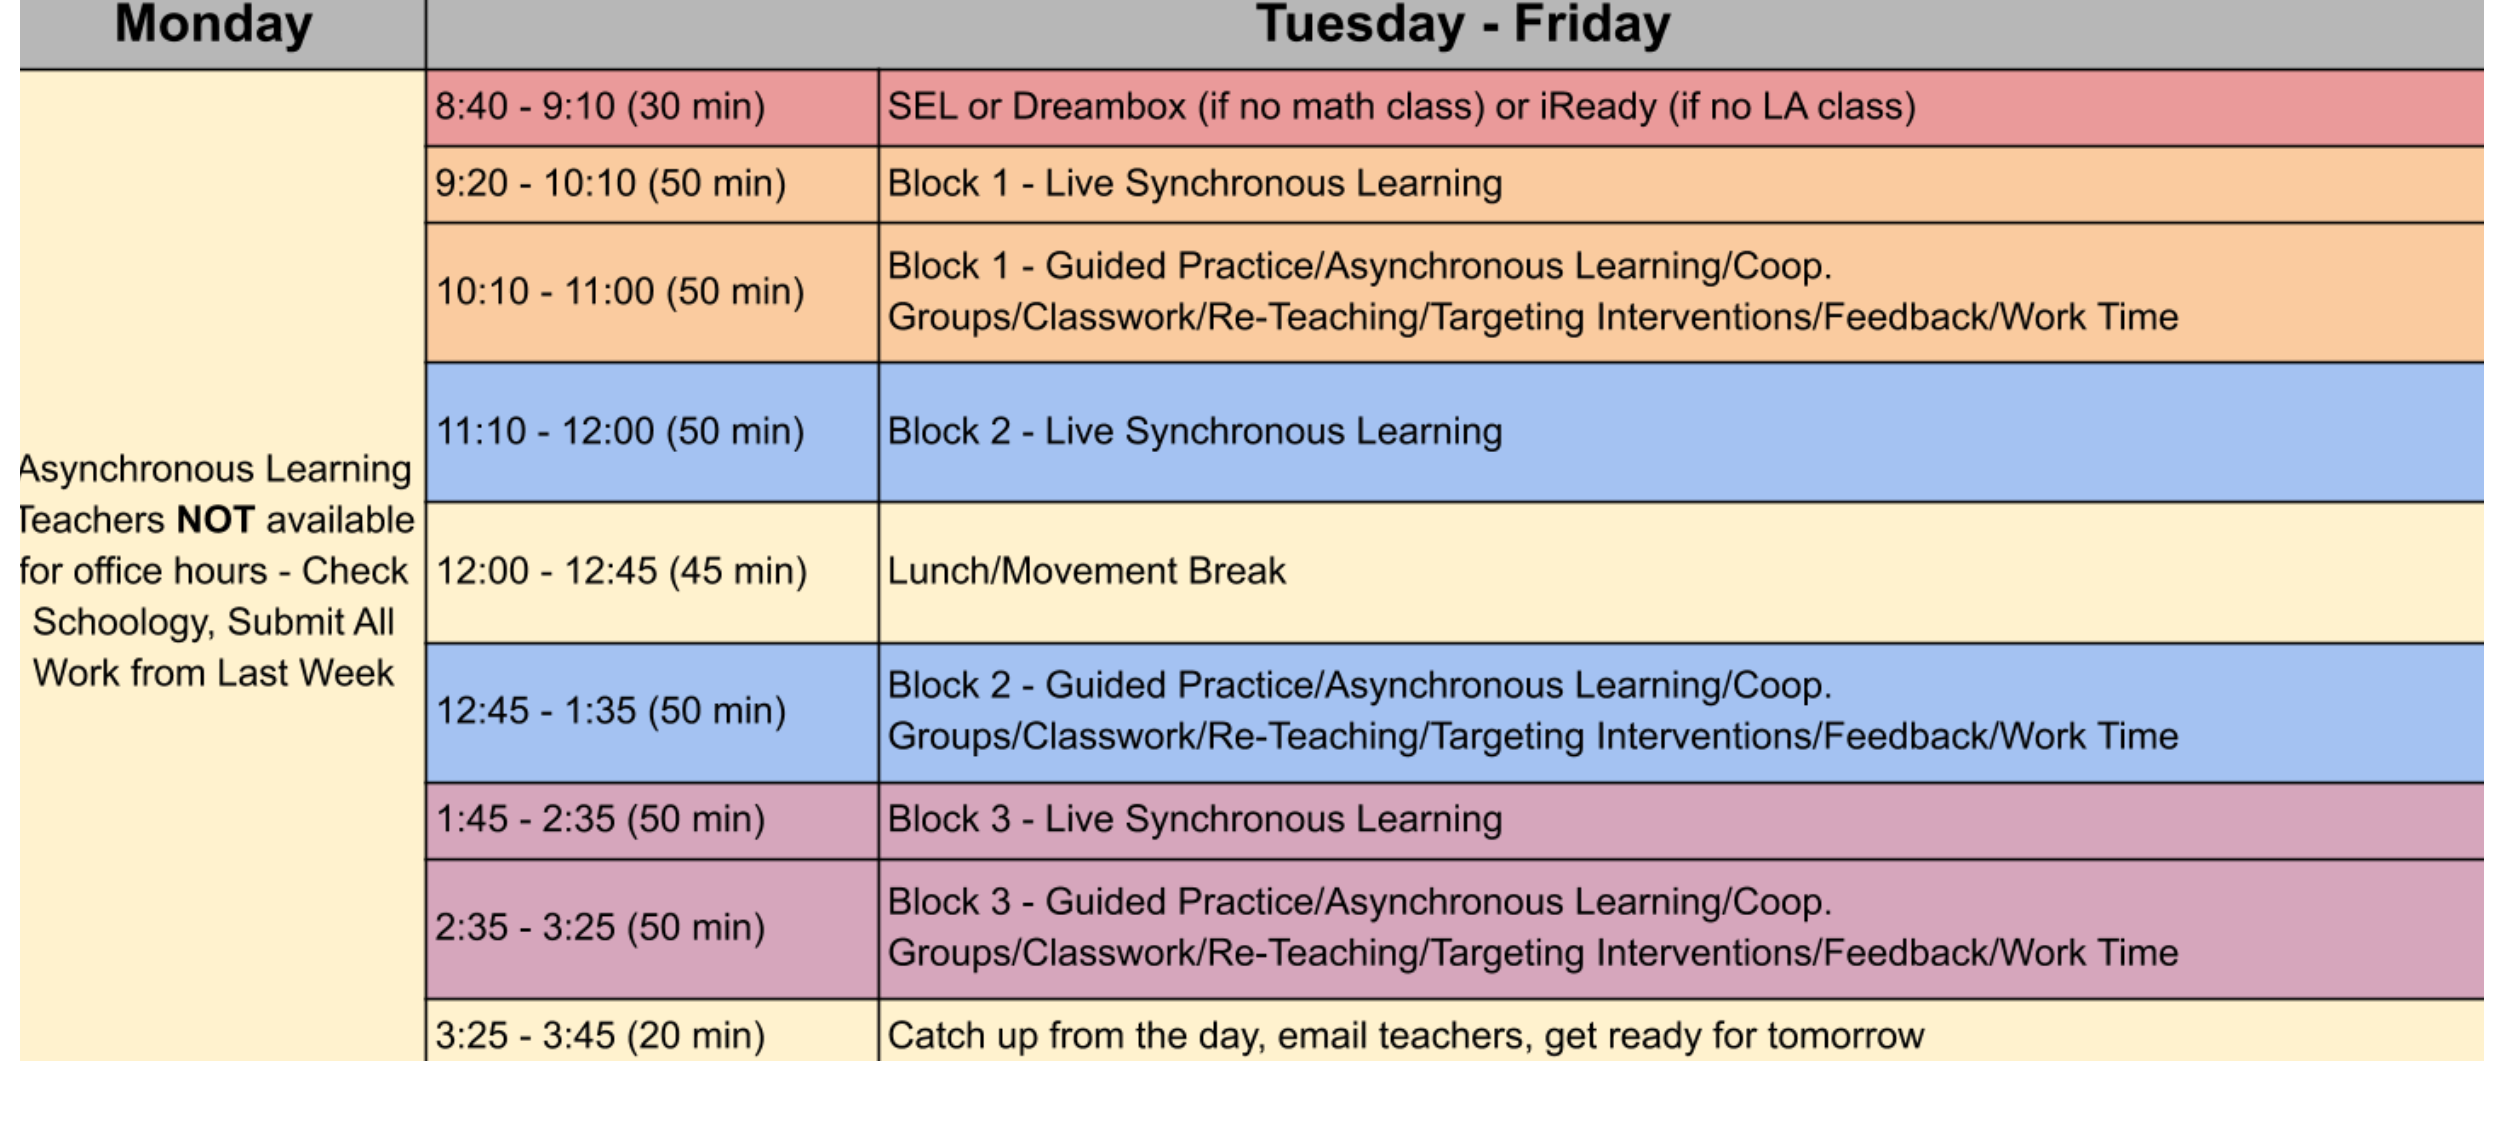 Monday
Tuesday - Friday
Asynchronous Learning
Teachers NOT available
for office hours - Check
Schoology, Submit All
Work from Last Week
8:40 - 9:10 (30 min)
SEL or Dreambox (if no math class) or iReady (if no LA class)
9:20 - 10:10 (50 min)
Block 1 - Live Synchronous Learning
10:10 - 11:00 (50 min)
Block 1 - Guided Practice/Asynchronous Learning/Coop.
Groups/Classwork/Re-Teaching/Targeting Interventions/Feedback/Work Time
11:10 - 12:00 (50 min)
Block 2 - Live Synchronous Learning
12:00 - 12:45 (45 min)
Lunch/Movement Break
12:45 - 1:35 (50 min)
Block 2 - Guided Practice/Asynchronous Learning/Coop.
Groups/Classwork/Re-Teaching/Targeting Interventions/Feedback/Work Time
1:45 - 2:35 (50 min)
Block 3 - Live Synchronous Learning
2:35 - 3:25 (50 min)
Block 3 - Guided Practice/Asynchronous Learning/Coop.
Groups/Classwork/Re-Teaching/Targeting Interventions/Feedback/Work Time
3:25 - 3:45 (20 min)
Catch up from the day, email teachers, get ready for tomorrow